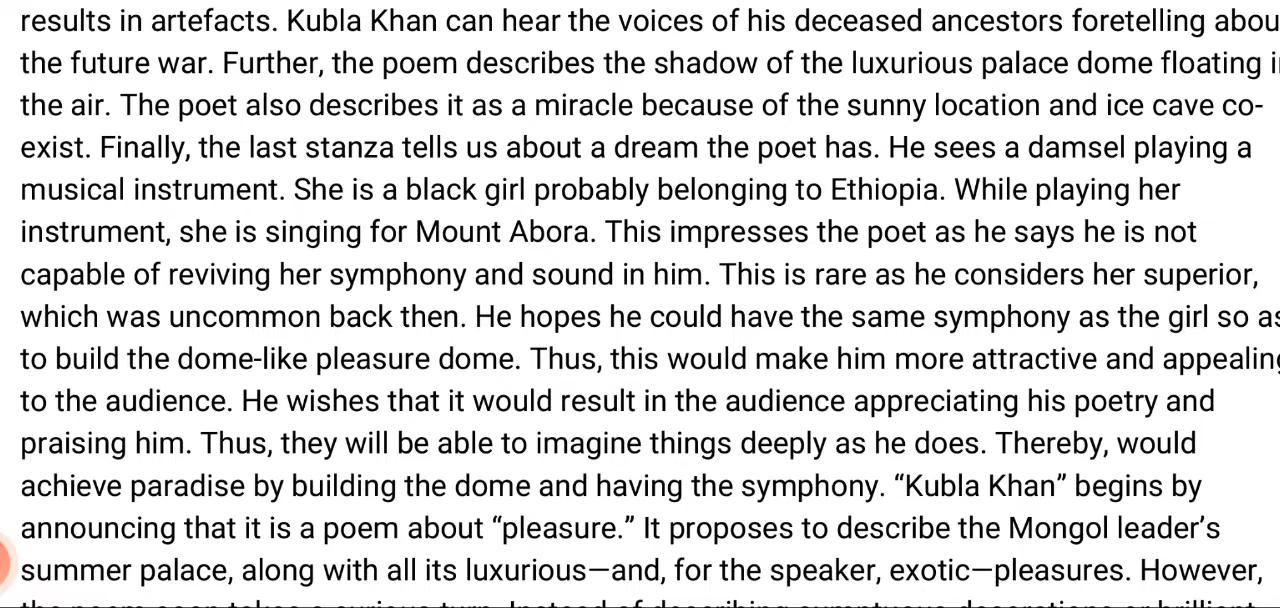 results in artefacts. Kubla Khan can hear the voices of his deceased ancestors foretelling abou
the future war. Further, the poem describes the shadow of the luxurious palace dome floating i
the air. The poet also describes it as a miracle because of the sunny location and ice cave co-
exist. Finally, the last stanza tells us about a dream the poet has. He sees a damsel playing a
musical instrument. She is a black girl probably belonging to Ethiopia. While playing her
instrument, she is singing for Mount Abora. This impresses the poet as he says he is not
capable of reviving her symphony and sound in him. This is rare as he considers her superior,
which was uncommon back then. He hopes he could have the same symphony as the girl so as
to build the dome-like pleasure dome. Thus, this would make him more attractive and appealing
to the audience. He wishes that it would result in the audience appreciating his poetry and
praising him. Thus, they will be able to imagine things deeply as he does. Thereby, would
achieve paradise by building the dome and having the symphony. “Kubla Khan” begins by
announcing that it is a poem about “pleasure.” It proposes to describe the Mongol leader’s
summer palace, along with all its luxurious—and, for the speaker, exotic—pleasures. However,